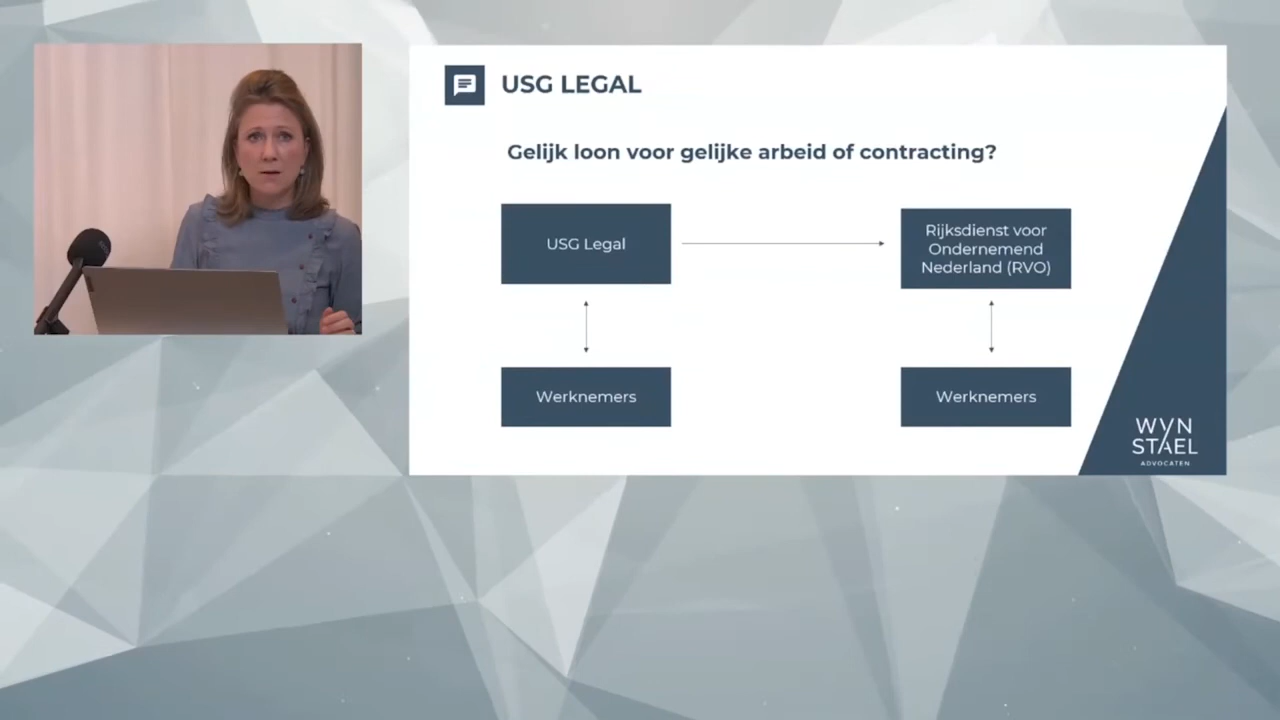 USG LEGAL
Gelijk loon voor gelijke arbeid of contracting?
USG Legal
Rijksdienst voor
Ondernemend
Nederland (RVO)
Werknemers
Werknemers
WYN
STAEL
ADVOCATEN